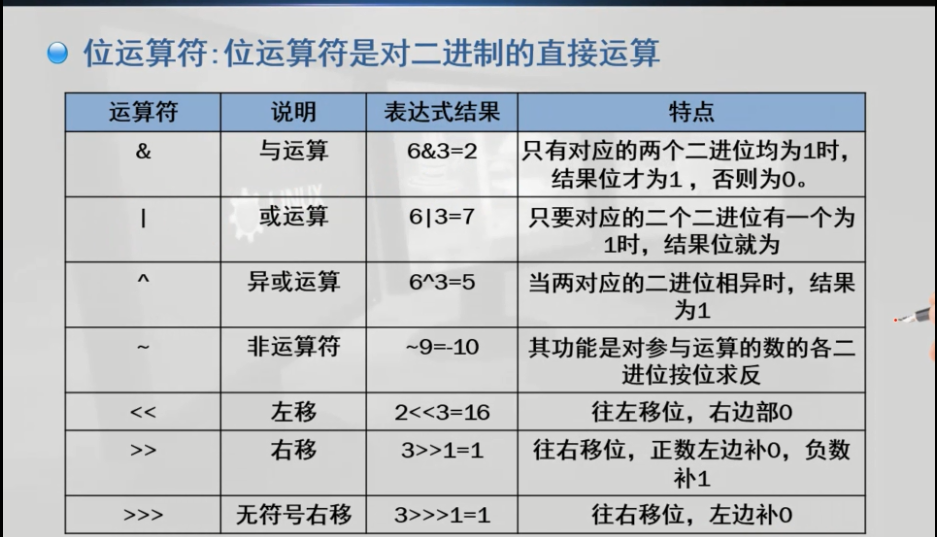 位运算符:位运算符是对二进制的直接运算
运算符 说明 表达式结果 特点
& 与运算 6&3=2 只有对应的两个二进位均为1时，
结果位才为1，否则为0。
| 或运算 6|3=7 只要对应的二个二进位有一个为
1时，结果位就为
^ 异或运算 6^3=5 当两对应的二进位相异时，结果
为1
~ 非运算符 ~9=-10 其功能是对参与运算的数的各二
进位按位求反
<< 左移 2<<3=16 往左移位，右边部0
>> 右移 3>>1=1 往右移位，正数左边补0，负数
补1
>>> 无符号右移 3>>>1=1 往右移位，左边补0
LINUX